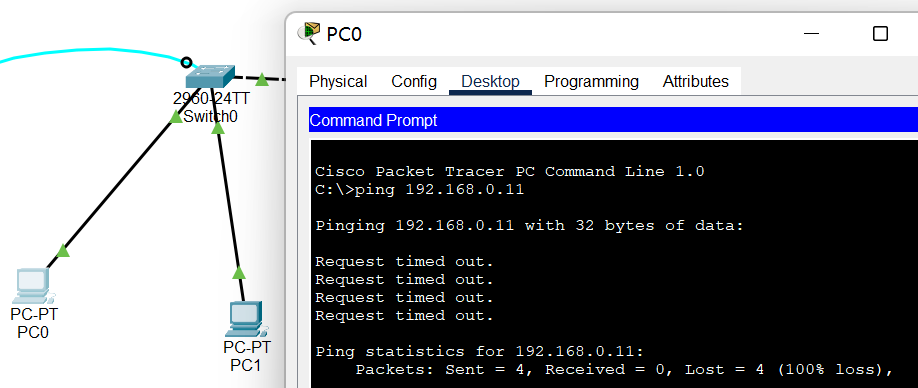 PC0
Physical Config Desktop Programming Attributes
Command Prompt
Cisco Packet Tracer PC Command Line 1.0
C:\>ping 192.168.0.11
Pinging 192.168.0.11 with 32 bytes of data:
Request timed out.
Request timed out.
Request timed out.
Request timed out.
Ping statistics for 192.168.0.11:
Packets: Sent = 4, Received = 0, Lost = 4 (100% loss),
2960-24TT
Switch0
PC-PT
PC0
PC-PT
PC1